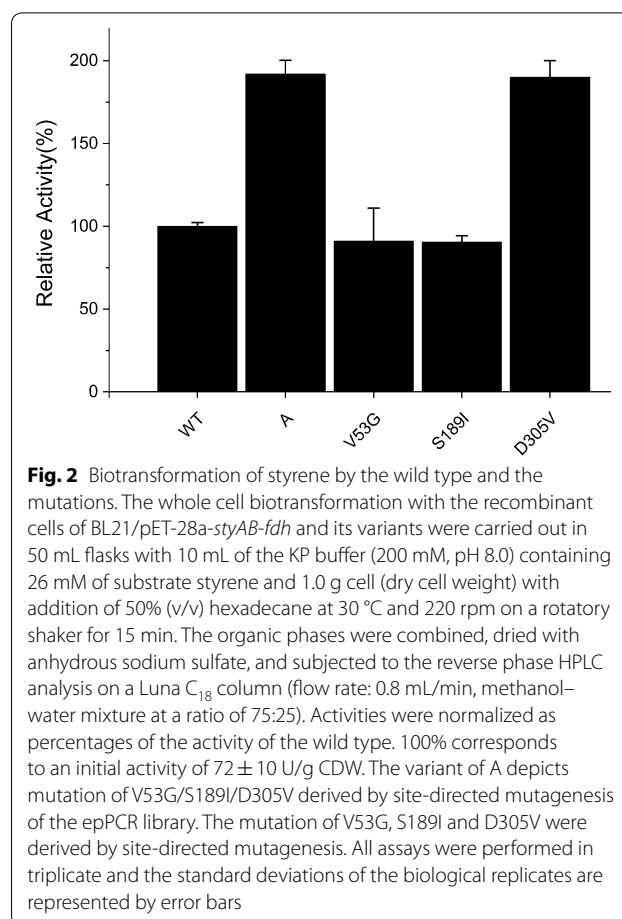 200
150
100
50
0
Relative Activity(%)
WT
A
V53G
S189I
D305V
Fig. 2 Biotransformation of styrene by the wild type and the
mutations. The whole cell biotransformation with the recombinant
cells of BL21/pET-28a-styAB-fdh and its variants were carried out in
50 mL flasks with 10 mL of the KP buffer (200 mM, pH 8.0) containing
26 mM of substrate styrene and 1.0 g cell (dry cell weight) with
addition of 50% (v/v) hexadecane at 30 °C and 220 rpm on a rotatory
shaker for 15 min. The organic phases were combined, dried with
anhydrous sodium sulfate, and subjected to the reverse phase HPLC
analysis on a Luna C18 column (flow rate: 0.8 mL/min, methanol–
water mixture at a ratio of 75:25). Activities were normalized as
percentages of the activity of the wild type. 100% corresponds
to an initial activity of 72 ± 10 U/g CDW. The variant of A depicts
mutation of V53G/S189I/D305V derived by site-directed mutagenesis
of the epPCR library. The mutation of V53G, S189I and D305V were
derived by site-directed mutagenesis. All assays were performed in
triplicate and the standard deviations of the biological replicates are
represented by error bars